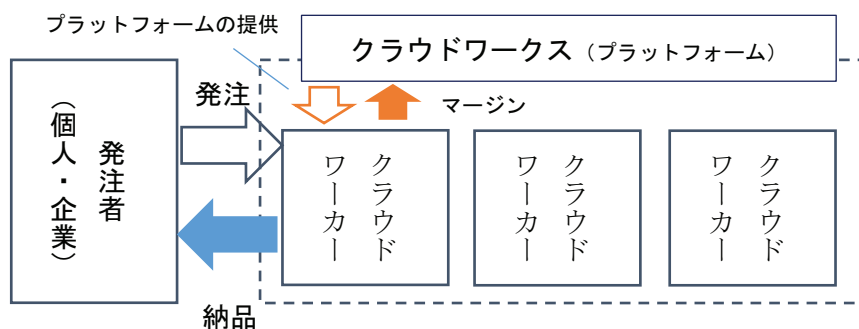 プラットフォームの提供
クラウドワークス（プラットフォーム）
発注
マージン
発注者
（個人・企業）
クラウド
ワーカー
クラウド
ワーカー
クラウド
ワーカー
納品